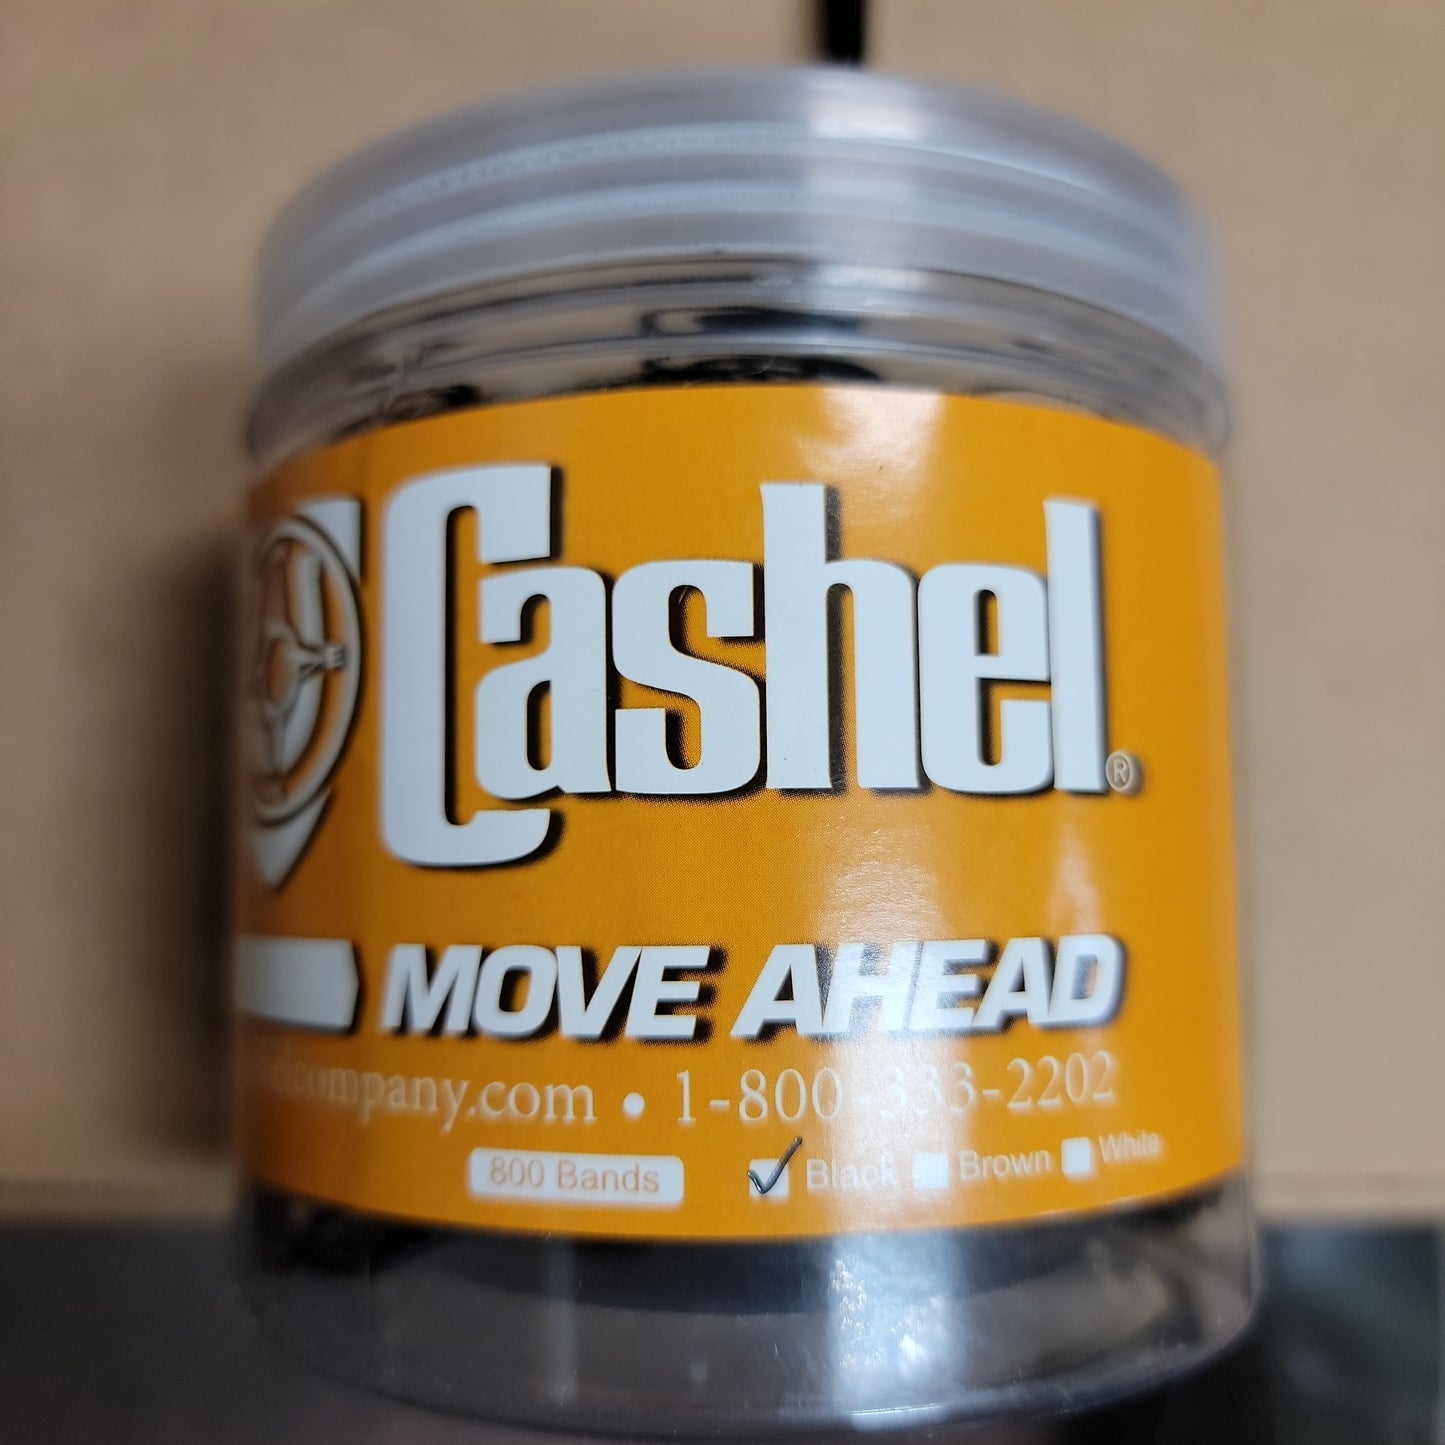 Cashel®
MOVE AHEAD
company.com • 1-800-333-2202
800 Bands Black Brown White